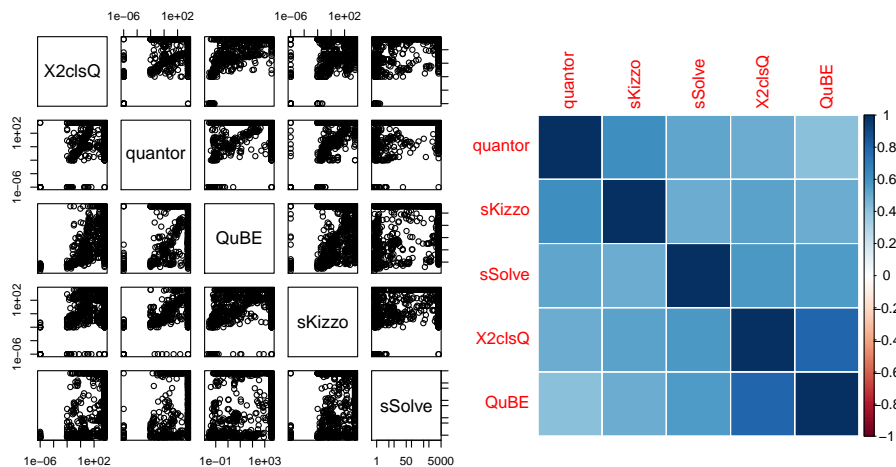 1e-06 1e+02
1e-06 1e+02
X2clsQ
1e-06 1e+02
quantor
QuBE
1e-06 1e+02
sKizzo
sSolve
1e-06 1e+02
1e-01 1e+03
1 50 5000
quantor
sKizzo
sSolve
X2clsQ
QuBE
quantor
sKizzo
sSolve
X2clsQ
QuBE
1
0.8
0.6
0.4
0.2
0
-0.2
-0.4
-0.6
-0.8
-1